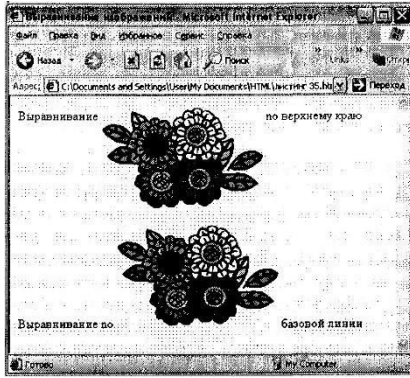 Выравнивание изображений - Microsoft Internet Explorer
Файл Правка Вид Избранное Сервис Справка
Назад Поиск Links
Адрес: C:\Documents and Settings\User\My Documents\HTML\листинг 35.ht Переход
Выравнивание по верхнему краю
Выравнивание по базовой линии
Готово My Computer